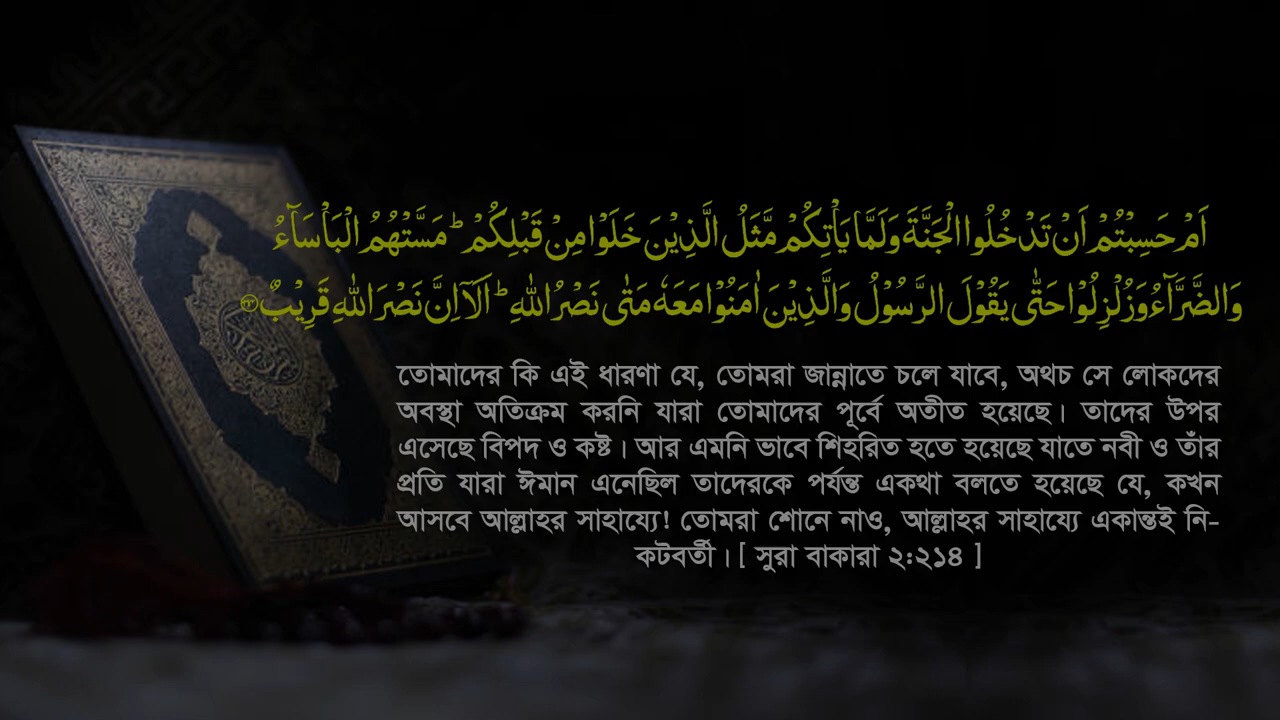 اَمْ حَسِبْتُمْ اَنْ تَدْخُلُوا الْجَنَّةَ وَلَمَّا يَاْتِكُمْ مَّثَلُ الَّذِيْنَ خَلَوْا مِنْ قَبْلِكُمْ ؕ مَسَّتْهُمُ الْبَاْسَآءُ
وَالضَّرَّآءُ وَزُلْزِلُوْا حَتّٰى يَقُوْلَ الرَّسُوْلُ وَالَّذِيْنَ اٰمَنُوْا مَعَهٗ مَتٰى نَصْرُ اللّٰهِ ؕ اَلَاۤ اِنَّ نَصْرَ اللّٰهِ قَرِيْبٌ ﴿۲۱۴﴾
তোমাদের কি এই ধারণা যে, তোমরা জান্নাতে চলে যাবে, অথচ সে লোকদের
অবস্থা অতিক্রম করনি যারা তোমাদের পূর্বে অতীত হয়েছে। তাদের উপর
এসেছে বিপদ ও কষ্ট। আর এমনি ভাবে শিহরিত হতে হয়েছে যাতে নবী ও তাঁর
প্রতি যারা ঈমান এনেছিল তাদেরকে পর্যন্ত একথা বলতে হয়েছে যে, কখন
আসবে আল্লাহর সাহায্যে! তোমরা শোনে নাও, আল্লাহর সাহায্যে একান্তই নি-
কটবর্তী। [ সুরা বাকারা ২:২১৪ ]